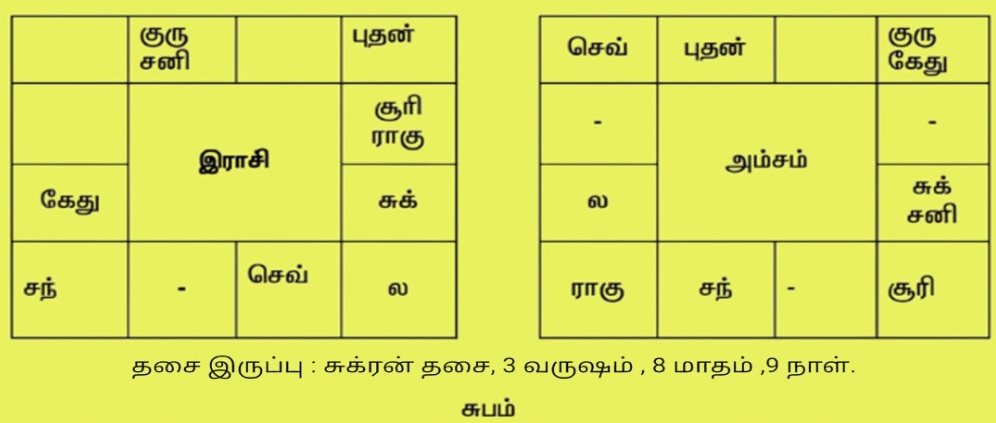 குரு
சனி
புதன்
சூரி
ராகு
இராசி
கேது
சுக்
சந்
-
செவ்
ல
செவ்
புதன்
குரு
கேது
-
-
அம்சம்
ல
சுக்
சனி
ராகு
சந்
-
சூரி
தசை இருப்பு : சுக்ரன் தசை, 3 வருஷம் , 8 மாதம் ,9 நாள்.
சுபம்